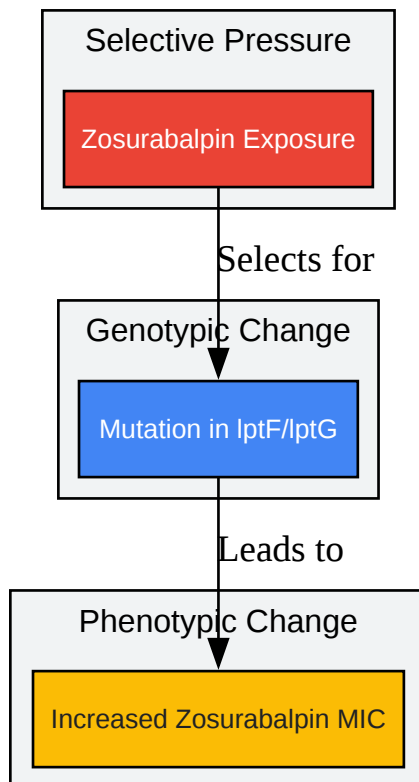 Selective Pressure
Zosurabalpin Exposure
Selects for
Genotypic Change
Mutation in lptF/lptG
Leads to
Phenotypic Change
Increased Zosurabalpin MIC